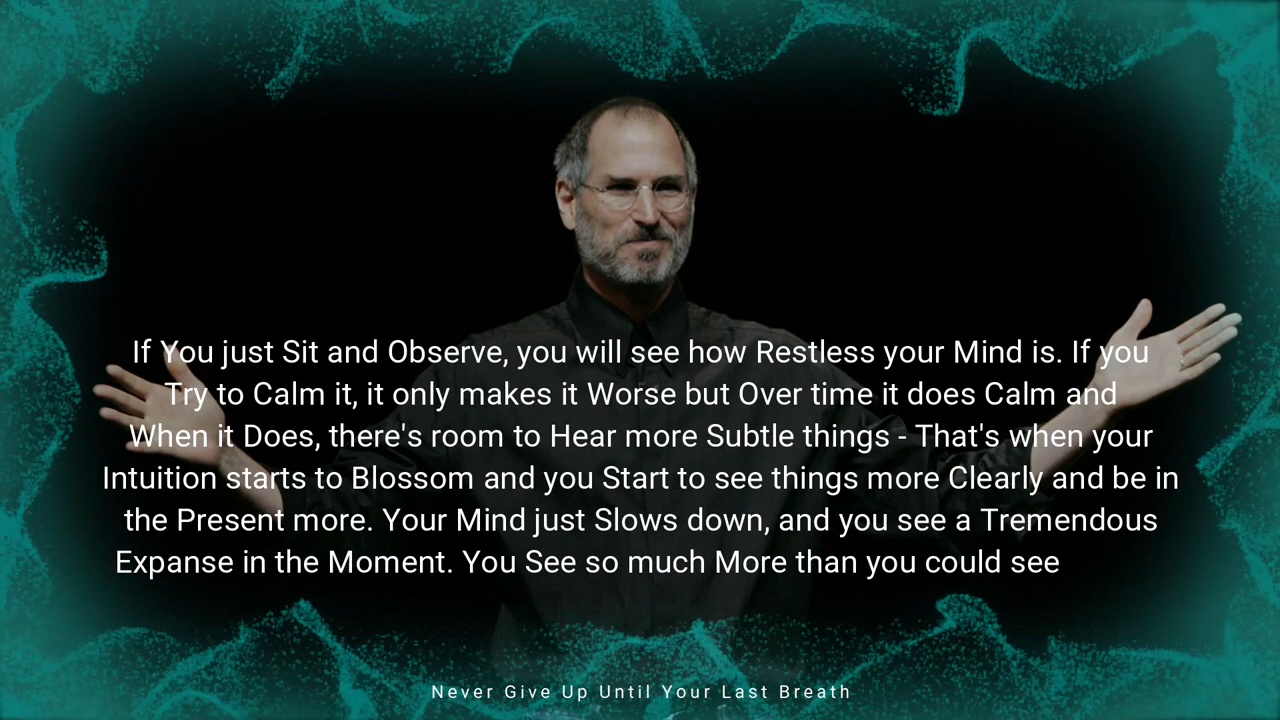 If You just Sit and Observe, you will see how Restless your Mind is. If you
Try to Calm it, it only makes it Worse but Over time it does Calm and
When it Does, there's room to Hear more Subtle things - That's when your
Intuition starts to Blossom and you Start to see things more Clearly and be in
the Present more. Your Mind just Slows down, and you see a Tremendous
Expanse in the Moment. You See so much More than you could see
Never Give Up Until Your Last Breath